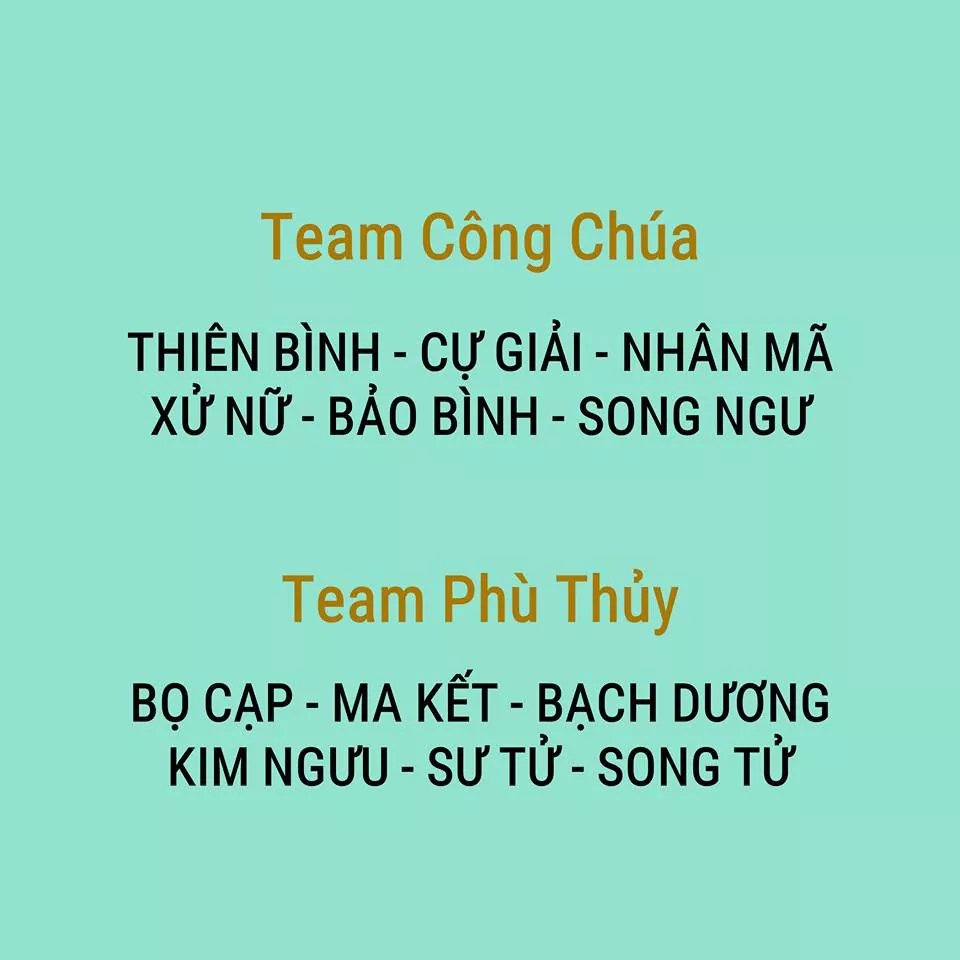 Team Công Chúa
THIÊN BÌNH - CỰ GIẢI - NHÂN MÃ
XỬ NỮ - BẢO BÌNH - SONG NGƯ
Team Phù Thủy
BỌ CẠP - MA KẾT - BẠCH DƯƠNG
KIM NGƯU - SƯ TỬ - SONG TỬ